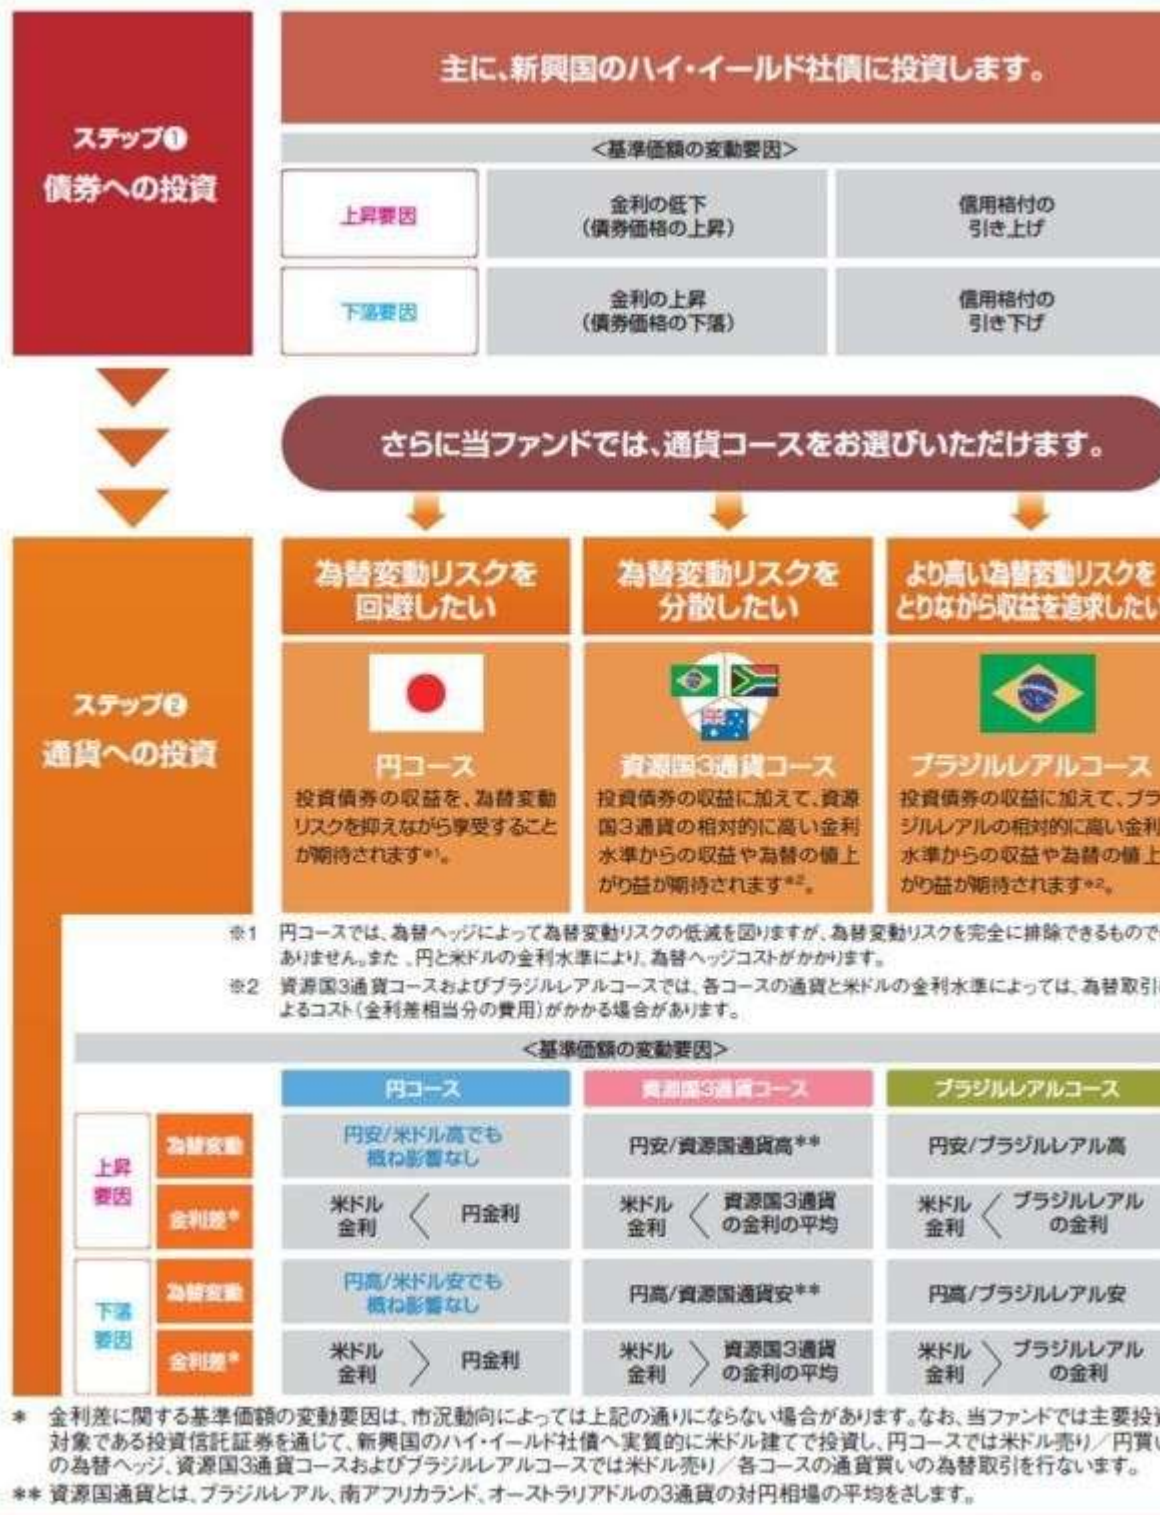 主に、新興国のハイ・イールド社債に投資します。
ステップ❶
債券への投資
<基準価額の変動要因>
上昇要因
金利の低下
(債券価格の上昇)
信用格付の
引き上げ
下落要因
金利の上昇
(債券価格の下落)
信用格付の
引き下げ
さらに当ファンドでは、通貨コースをお選びいただけます。
ステップ❷
通貨への投資
為替変動リスクを
回避したい
為替変動リスクを
分散したい
より高い為替変動リスクを
とりながら収益を追求したい
円コース
投資債券の収益を、為替変動
リスクを抑えながら享受すること
が期待されます※1。
資源国3通貨コース
投資債券の収益に加えて、資源
国3通貨の相対的に高い金利
水準からの収益や為替の値上
がり益が期待されます※2。
ブラジルレアルコース
投資債券の収益に加えて、ブラ
ジルレアルの相対的に高い金利
水準からの収益や為替の値上
がり益が期待されます※2。
※1 円コースでは、為替ヘッジによって為替変動リスクの低減を図りますが、為替変動リスクを完全に排除できるもので
ありません。また、円と米ドルの金利水準により、為替ヘッジコストがかかります。
※2 資源国3通貨コースおよびブラジルレアルコースでは、各コースの通貨と米ドルの金利水準によっては、為替取引
よるコスト(金利差相当分の費用)がかかる場合があります。
<基準価額の変動要因>
円コース
資源国3通貨コース
ブラジルレアルコース
上昇
要因
為替変動
円安/米ドル高でも
概ね影響なし
円安/資源国通貨高**
円安/ブラジルレアル高
金利差*
米ドル
金利
<
円金利
米ドル
金利
<
資源国3通貨
の金利の平均
米ドル
金利
<
ブラジルレアル
の金利
下落
要因
為替変動
円高/米ドル安でも
概ね影響なし
円高/資源国通貨安**
円高/ブラジルレアル安
金利差*
米ドル
金利
>
円金利
米ドル
金利
>
資源国3通貨
の金利の平均
米ドル
金利
>
ブラジルレアル
の金利
* 金利差に関する基準価額の変動要因は、市況動向によっては上記の通りにならない場合があります。なお、当ファンドでは主要投資
対象である投資信託証券を通じて、新興国のハイ・イールド社債へ実質的に米ドル建てで投資し、円コースでは米ドル売り/円買い
の為替ヘッジ、資源国3通貨コースおよびブラジルレアルコースでは米ドル売り/各コースの通貨買いの為替取引を行ないます。
** 資源国通貨とは、ブラジルレアル、南アフリカランド、オーストラリアドルの3通貨の対円相場の平均をさします。